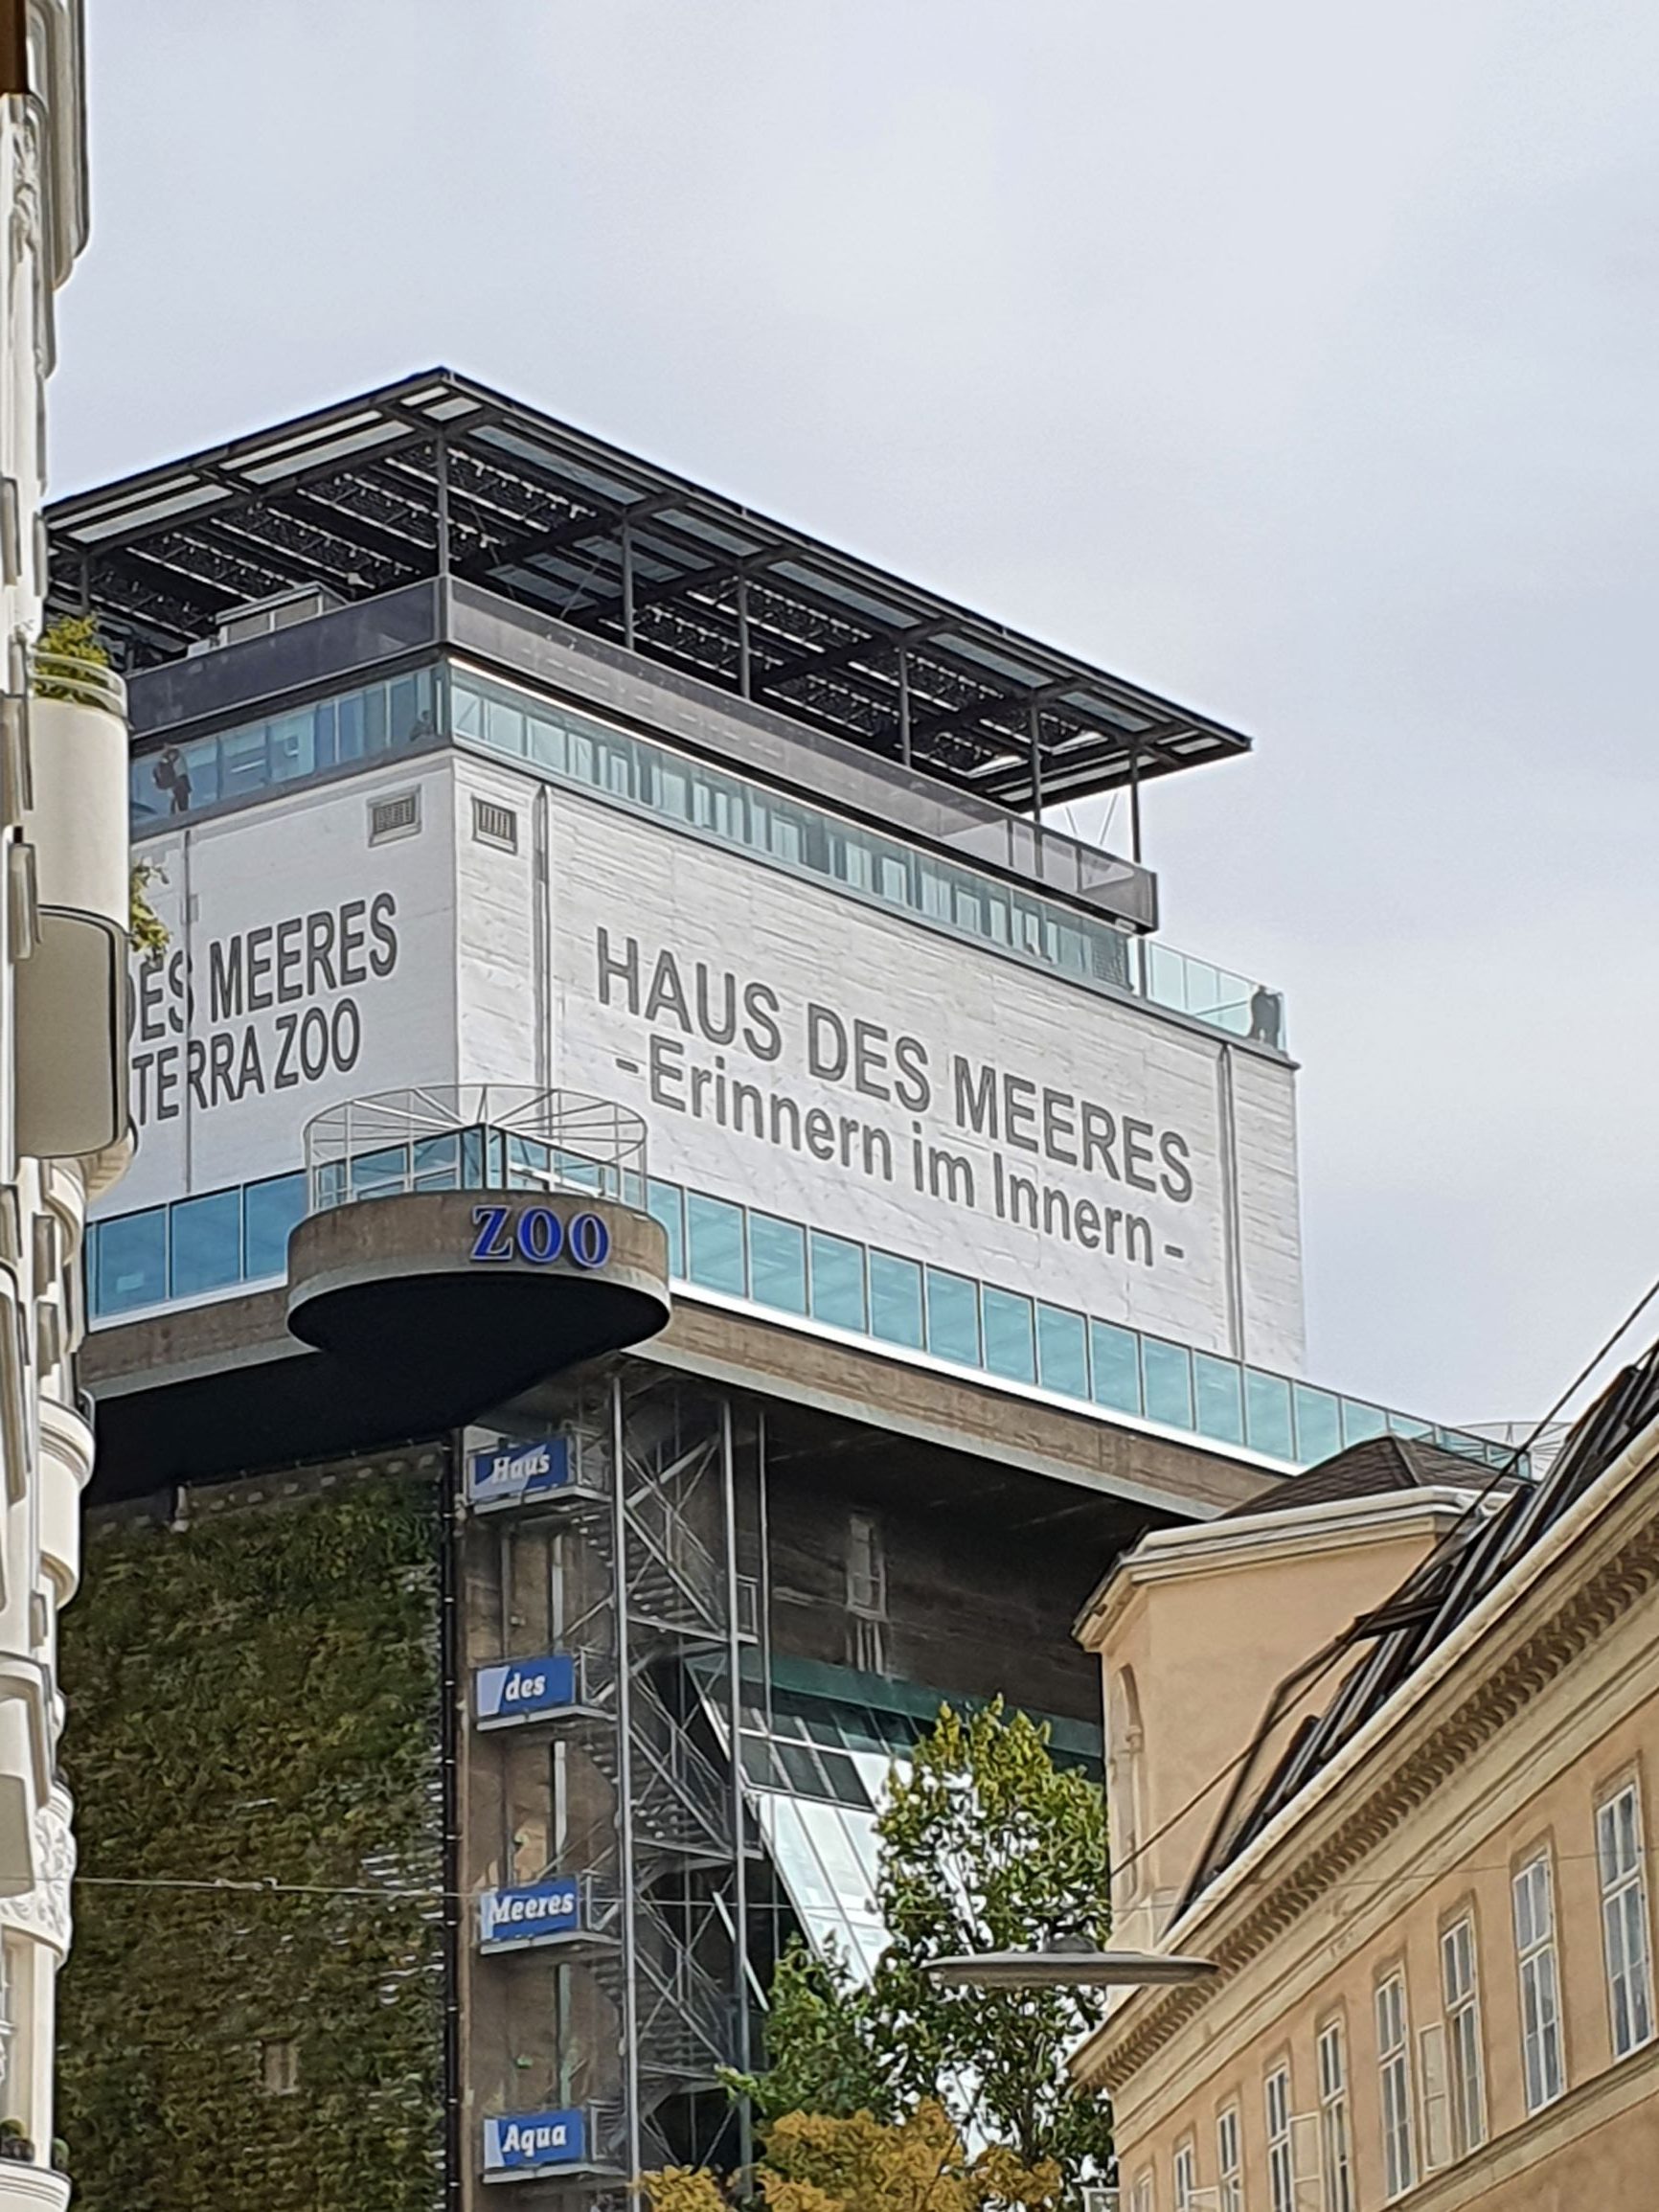 DES MEERES
TERRA ZOO
HAUS DES MEERES
-Erinnern im Innern-
ZOO
Haus
des
Meeres
Aqua